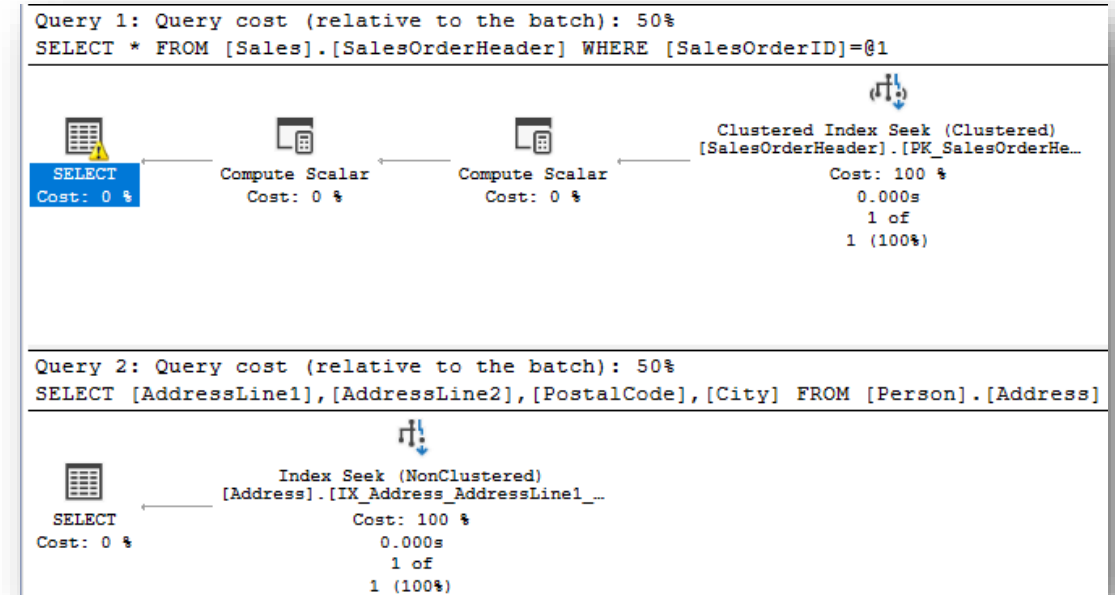 Query 1: Query cost (relative to the batch): 50%
SELECT * FROM [Sales].[SalesOrderHeader] WHERE [SalesOrderID]=@1
Clustered Index Seek (Clustered)
[SalesOrderHeader].[PK_SalesOrderHe…
SELECT Compute Scalar Compute Scalar Cost: 100 %
Cost: 0 % Cost: 0 % Cost: 0 % 0.000s
1 of
1 (100%)
Query 2: Query cost (relative to the batch): 50%
SELECT [AddressLine1],[AddressLine2],[PostalCode],[City] FROM [Person].[Address]
Index Seek (NonClustered)
[Address].[IX_Address_AddressLine1_…
SELECT Cost: 100 %
Cost: 0 % 0.000s
1 of
1 (100%)